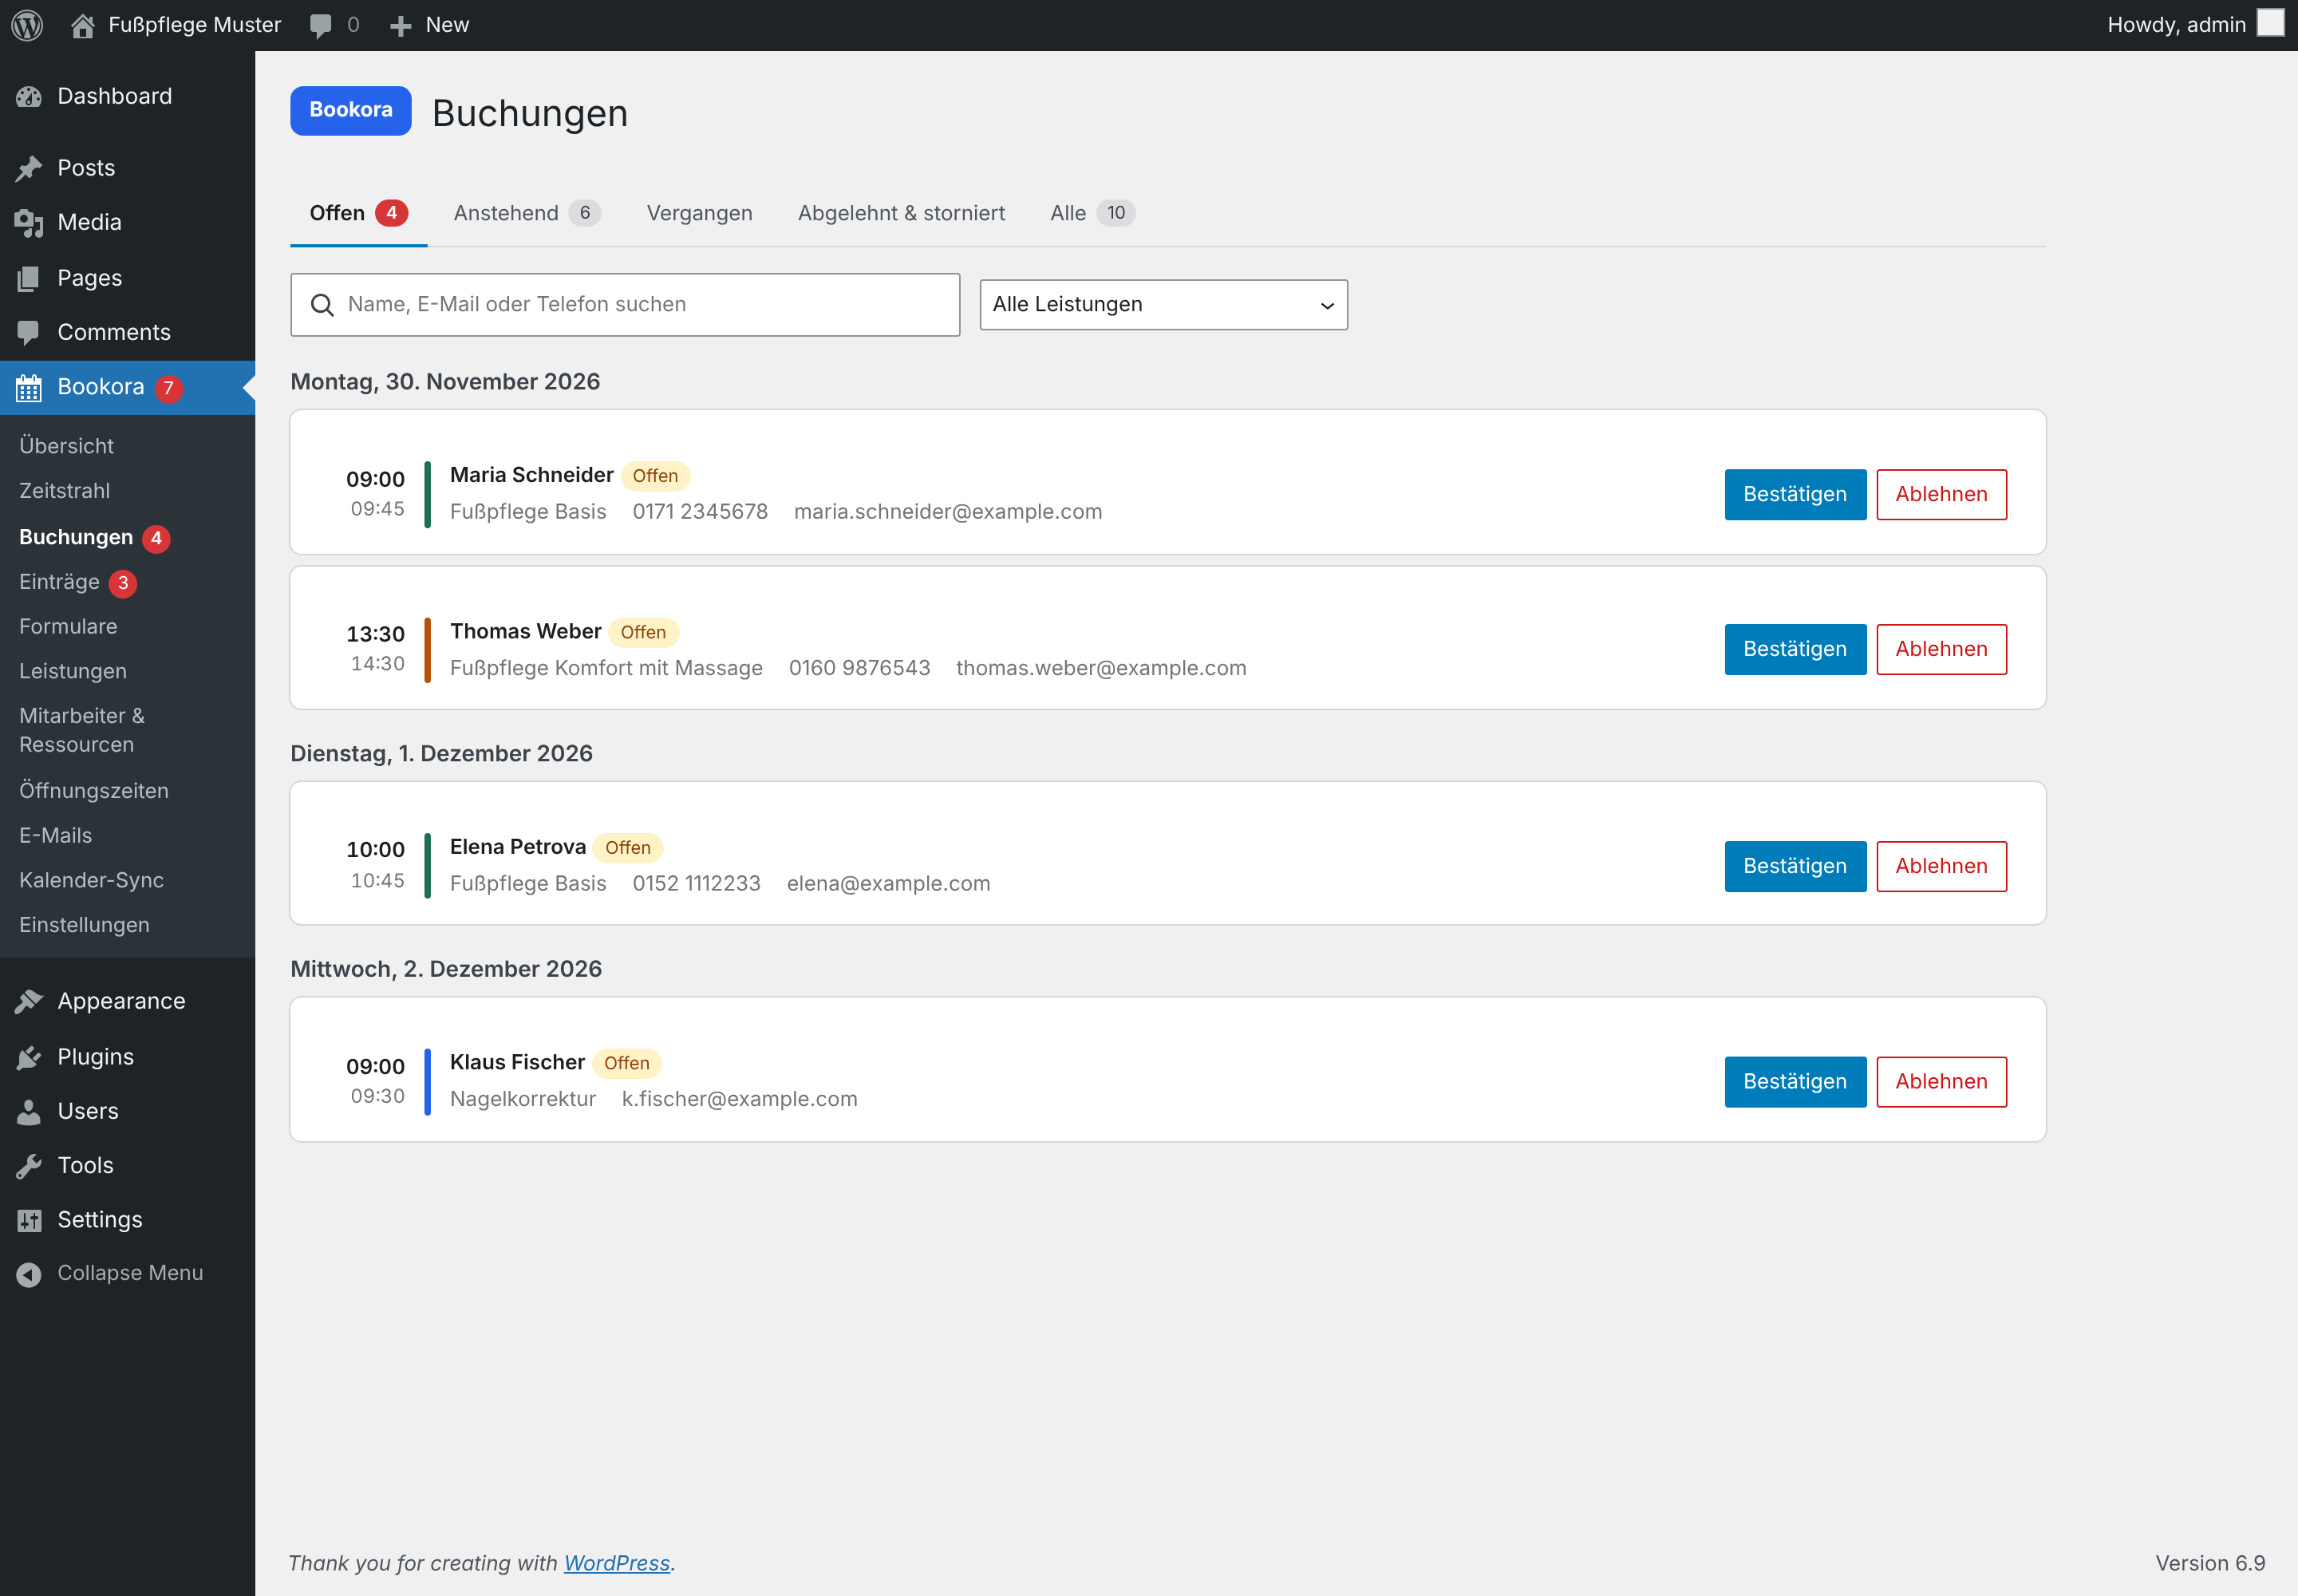 Fußpflege Muster 0 New Howdy, admin
Dashboard
Posts
Media
Pages
Comments
Bookora 7
Übersicht
Zeitstrahl
Buchungen 4
Einträge 3
Formulare
Leistungen
Mitarbeiter &
Ressourcen
Öffnungszeiten
E-Mails
Kalender-Sync
Einstellungen
Appearance
Plugins
Users
Tools
Settings
Collapse Menu
Bookora Buchungen
Offen 4 Anstehend 6 Vergangen Abgelehnt & storniert Alle 10
Name, E-Mail oder Telefon suchen Alle Leistungen
Montag, 30. November 2026
09:00 Maria Schneider Offen
09:45 Fußpflege Basis 0171 2345678 maria.schneider@example.com
Bestätigen Ablehnen
13:30 Thomas Weber Offen
14:30 Fußpflege Komfort mit Massage 0160 9876543 thomas.weber@example.com
Bestätigen Ablehnen
Dienstag, 1. Dezember 2026
10:00 Elena Petrova Offen
10:45 Fußpflege Basis 0152 1112233 elena@example.com
Bestätigen Ablehnen
Mittwoch, 2. Dezember 2026
09:00 Klaus Fischer Offen
09:30 Nagelkorrektur k.fischer@example.com
Bestätigen Ablehnen
Thank you for creating with WordPress. Version 6.9